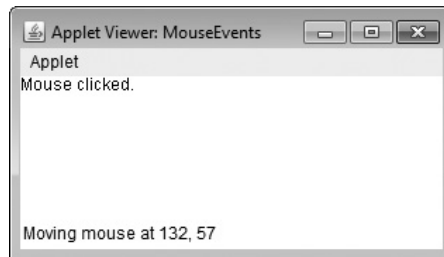 Applet Viewer: MouseEvents
Applet
Mouse clicked.
Moving mouse at 132, 57